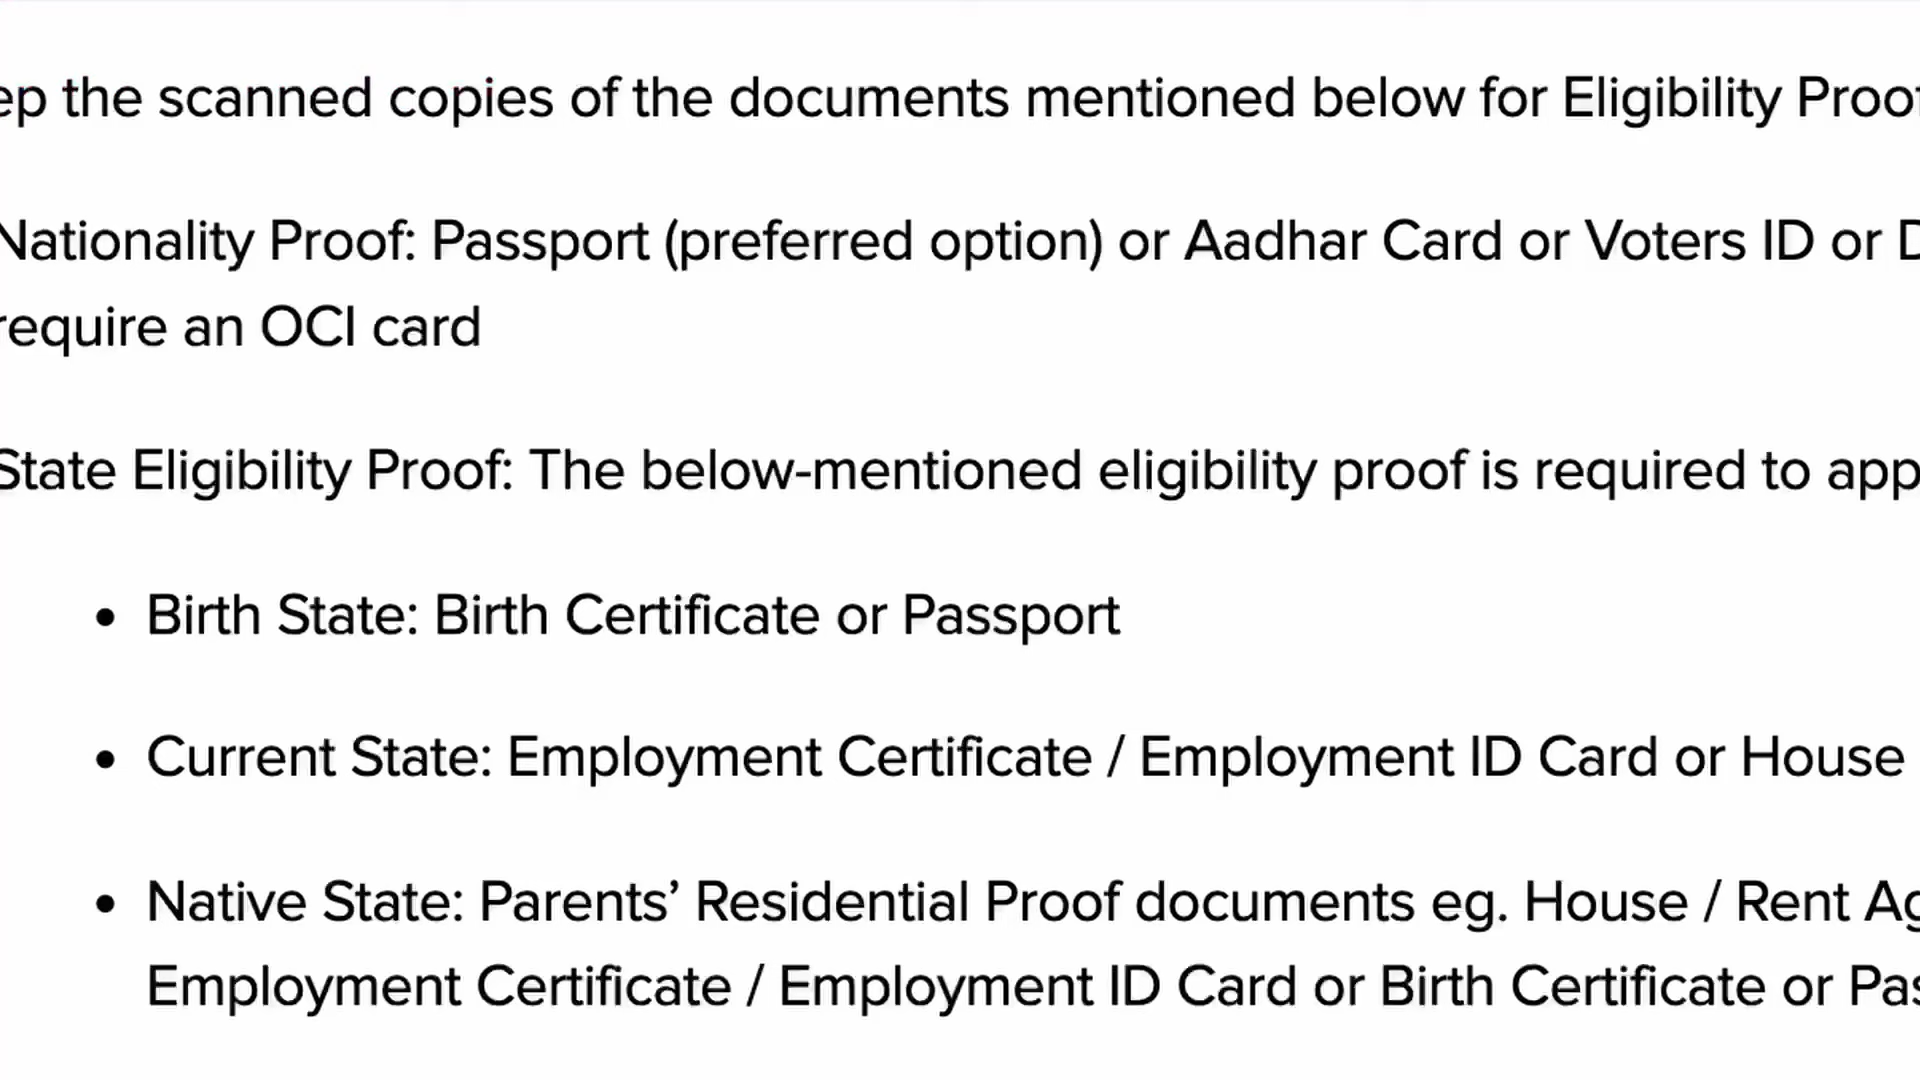 the scanned copies of the documents mentioned below for Eligibility
Nationality Proof: Passport (preferred option) or Aadhar Card or Voters ID or
require an OCI card
State Eligibility Proof: The below-mentioned eligibility proof is required to
• Birth State: Birth Certificate or Passport
• Current State: Employment Certificate / Employment ID Card or House
• Native State: Parents’ Residential Proof documents eg. House / Rent
Employment Certificate / Employment ID Card or Birth Certificate or